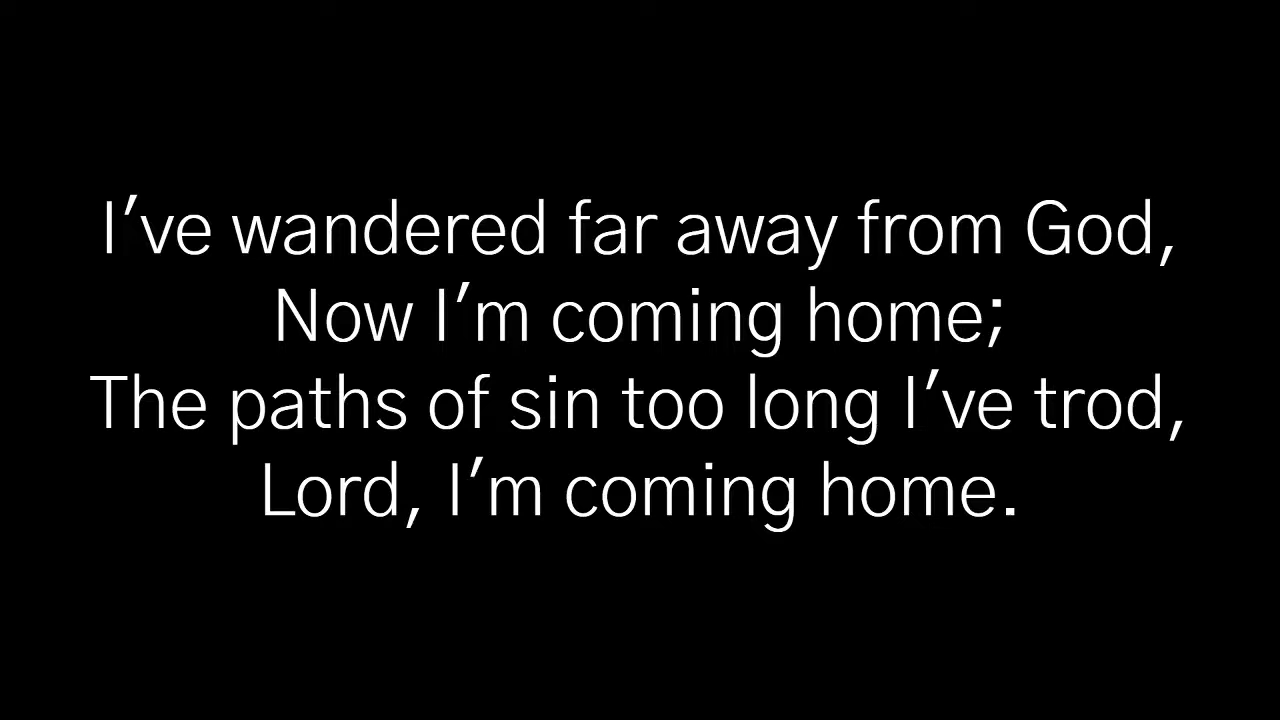 I've wandered far away from God,
Now I'm coming home;
The paths of sin too long I've trod,
Lord, I'm coming home.